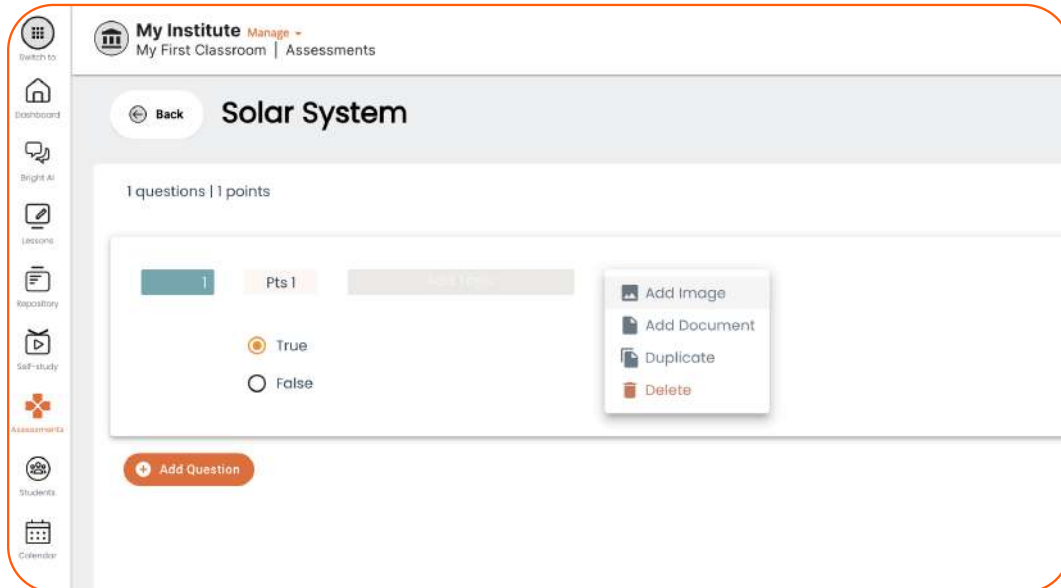 Switch to
Dashboard
Bright AI
Lessons
Repository
Self-study
Assessments
Students
Calendar
My Institute Manage
My First Classroom | Assessments
Back
Solar System
1 questions | 1 points
1 Pts 1
True
False
Add Image
Add Document
Duplicate
Delete
Add Question